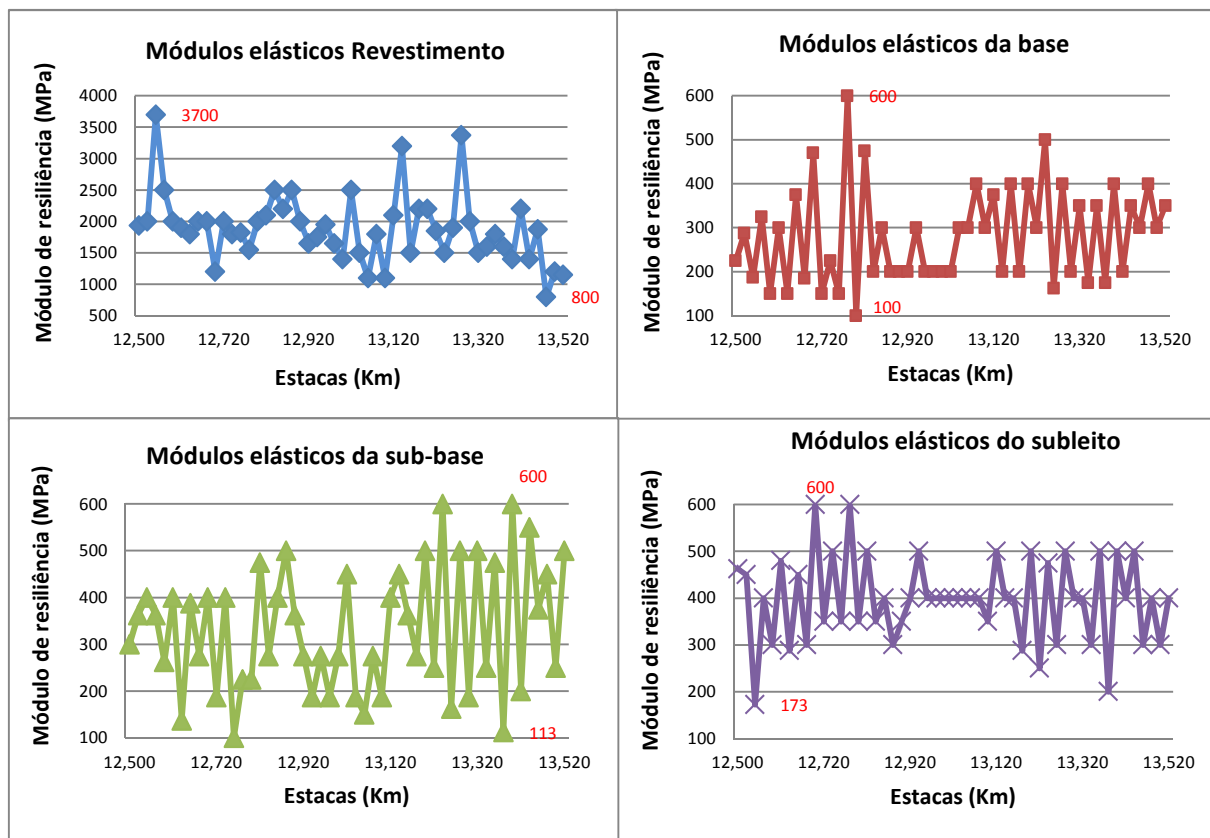 Módulos elásticos Revestimento
Módulo de resiliência (MPa)
4000
3500
3000
2500
2000
1500
1000
500
3700
800
12,500 12,720 12,920 13,120 13,320 13,520
Estacas (Km)
Módulos elásticos da base
Módulo de resiliência (MPa)
600
500
400
300
200
100
600
100
12,500 12,720 12,920 13,120 13,320 13,520
Estacas (Km)
Módulos elásticos da sub-base
Módulo de resiliência (MPa)
600
500
400
300
200
100
600
113
12,500 12,720 12,920 13,120 13,320 13,520
Estacas (Km)
Módulos elásticos do subleito
Módulo de resiliência (MPa)
600
500
400
300
200
100
600
173
12,500 12,720 12,920 13,120 13,320 13,520
Estacas (Km)